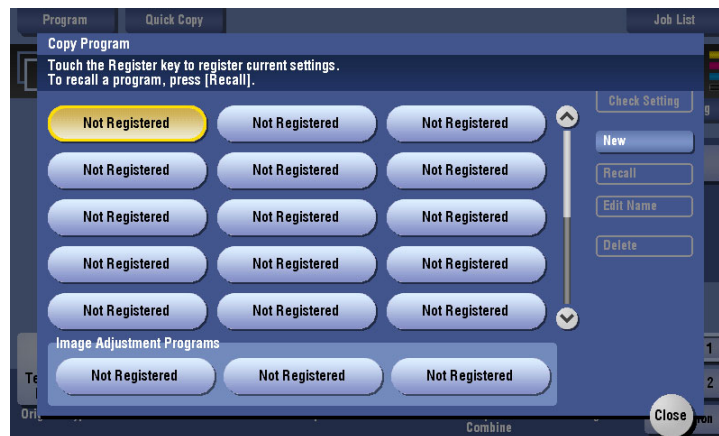 Program Quick Copy Job List
Copy Program
Touch the Register key to register current settings.
To recall a program, press [Recall].
Check Setting
Not Registered Not Registered Not Registered
New
Not Registered Not Registered Not Registered
Recall
Not Registered Not Registered Not Registered
Edit Name
Not Registered Not Registered Not Registered
Delete
Not Registered Not Registered Not Registered
Image Adjustment Programs
Not Registered Not Registered Not Registered
1
2
Close
Combine